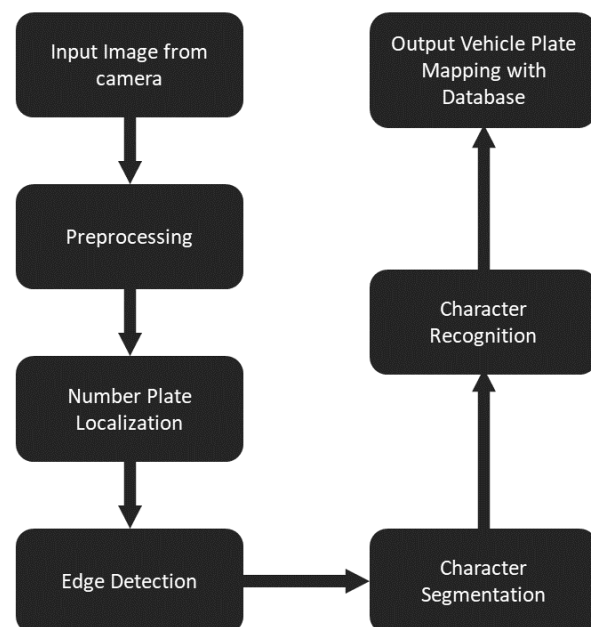 Input Image from
camera
Preprocessing
Number Plate
Localization
Edge Detection
Character
Segmentation
Character
Recognition
Output Vehicle Plate
Mapping with
Database